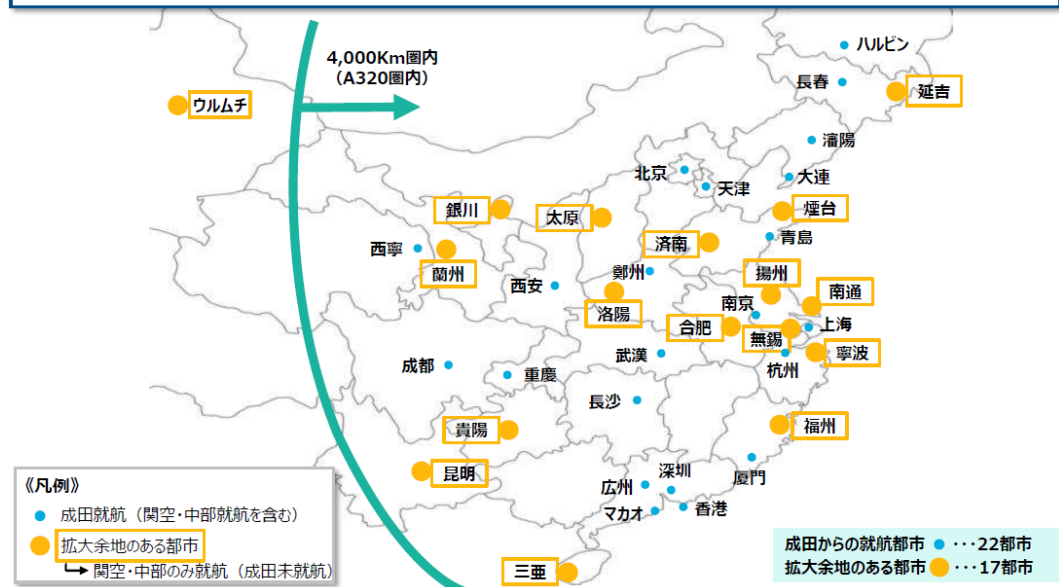 4,000Km圏内
(A320圏内)
ハルビン
長春
延吉
ウルムチ
瀋陽
北京
天津
大連
銀川
太原
煙台
済南
青島
西寧
蘭州
鄭州
揚州
西安
洛陽
南京
南通
合肥
無錫
上海
寧波
武漢
杭州
成都
重慶
長沙
貴陽
福州
昆明
深圳
厦門
広州
香港
マカオ
三亜
《凡例》
成田就航（関空・中部就航を含む）
拡大余地のある都市
関空・中部のみ就航（成田未就航）
成田からの就航都市 ●・・・22都市
拡大余地のある都市 ●・・・17都市